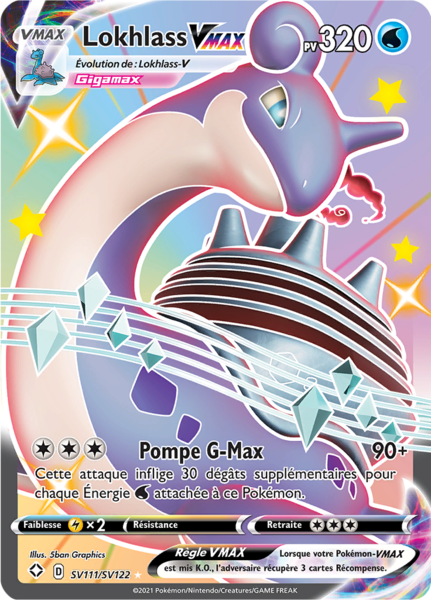 VMAX
Lokhlass VMAX PV 320
Évolution de : Lokhlass-V
Gigamax
Pompe G-Max 90+
Cette attaque inflige 30 dégâts supplémentaires pour
chaque Énergie attachée à ce Pokémon.
Faiblesse ×2 Résistance Retraite
Illus. 5ban Graphics
Règle VMAX Lorsque votre Pokémon-VMAX
est mis K.O., l'adversaire récupère 3 cartes Récompense.
D SV111/SV122
©2021 Pokémon/Nintendo/Creatures/GAME FREAK